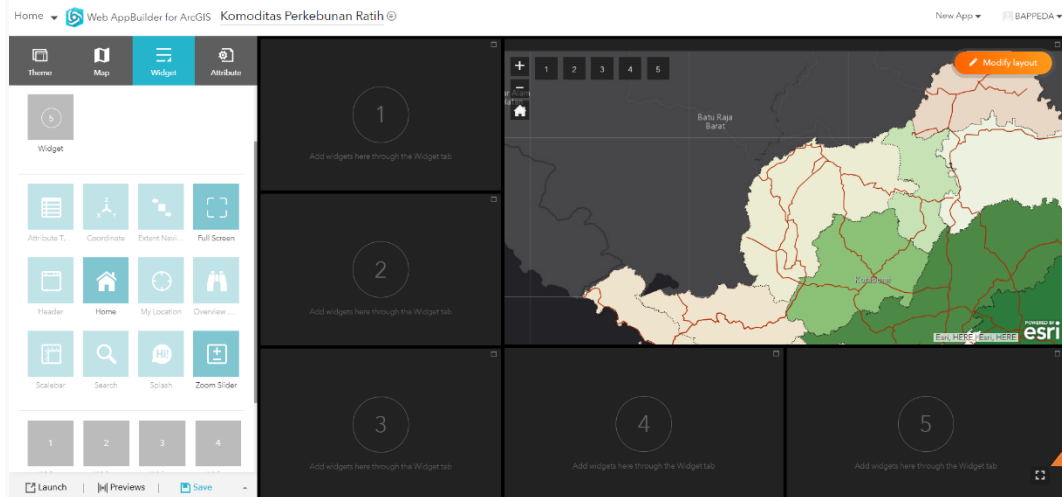 Home Web AppBuilder for ArcGIS Komoditas Perkebunan Ratih New App BAPPEDA
Theme Map Widget Attribute
5
Widget
Attribute T... Coordinate Extent Navi... Full Screen
Header Home My Location Overview ...
Hi!
Scalebar Search Splash Zoom Slider
1 2 3 4
Launch Previews Save
1
Add widgets here through the Widget tab
2
Add widgets here through the Widget tab
3
Add widgets here through the Widget tab
+ 1 2 3 4 5
Modify layout
Batu Raja
Barat
POWERED BY
esri
Esri, HERE | Esri, HERE
4
Add widgets here through the Widget tab
5
Add widgets here through the Widget tab